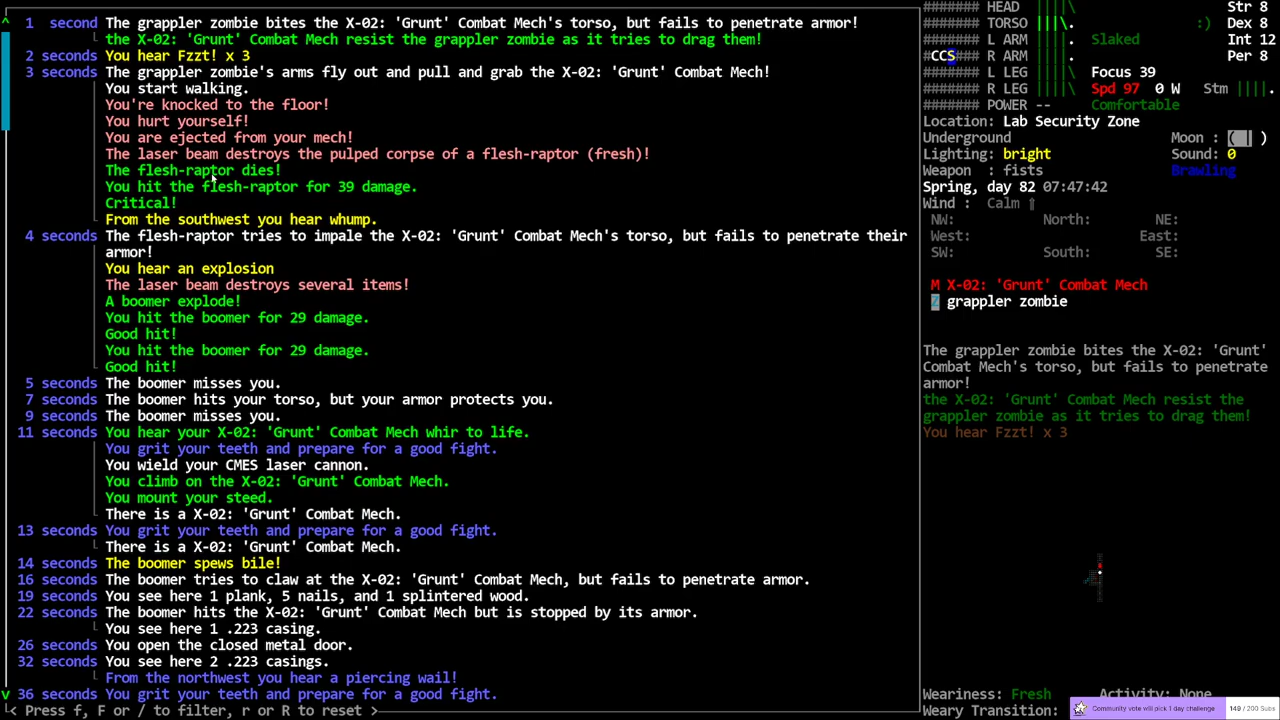 1 second The grappler zombie bites the X-02: 'Grunt' Combat Mech's torso, but fails to penetrate armor!
the X-02: 'Grunt' Combat Mech resist the grappler zombie as it tries to drag them!
2 seconds You hear Fzzt! x 3
3 seconds The grappler zombie's arms fly out and pull and grab the X-02: 'Grunt' Combat Mech!
You start walking.
You're knocked to the floor!
You hurt yourself!
You are ejected from your mech!
The laser beam destroys the pulped corpse of a flesh-raptor (fresh)!
The flesh-raptor dies!
You hit the flesh-raptor for 39 damage.
Critical!
From the southwest you hear whump.
4 seconds The flesh-raptor tries to impale the X-02: 'Grunt' Combat Mech's torso, but fails to penetrate their
armor!
You hear an explosion
The laser beam destroys several items!
A boomer explode!
You hit the boomer for 29 damage.
Good hit!
You hit the boomer for 29 damage.
Good hit!
5 seconds The boomer misses you.
7 seconds The boomer hits your torso, but your armor protects you.
9 seconds The boomer misses you.
11 seconds You hear your X-02: 'Grunt' Combat Mech whir to life.
You grit your teeth and prepare for a good fight.
You wield your CMES laser cannon.
You climb on the X-02: 'Grunt' Combat Mech.
You mount your steed.
There is a X-02: 'Grunt' Combat Mech.
13 seconds You grit your teeth and prepare for a good fight.
There is a X-02: 'Grunt' Combat Mech.
14 seconds The boomer spews bile!
16 seconds The boomer tries to claw at the X-02: 'Grunt' Combat Mech, but fails to penetrate armor.
19 seconds You see here 1 plank, 5 nails, and 1 splintered wood.
22 seconds The boomer hits the X-02: 'Grunt' Combat Mech but is stopped by its armor.
You see here 1 .223 casing.
26 seconds You open the closed metal door.
32 seconds You see here 2 .223 casings.
From the northwest you hear a piercing wail!
36 seconds You grit your teeth and prepare for a good fight.
< Press f, F or / to filter, r or R to reset >
####### HEAD ||||\ Str 8
####### TORSO |||\. :) Dex 8
####### L ARM ||||. Slaked Int 12
#CCS### R ARM ||||. Per 8
####### L LEG ||||\ Focus 39
####### R LEG ||||\ Spd 97 0 W Stm ||||.
####### POWER -- Comfortable
Location: Lab Security Zone
Underground Moon : (   )
Lighting: bright Sound: 0
Weapon : fists Brawling
Spring, day 82 07:47:42
Wind : Calm ⇑
NW: North: NE:
West: East:
SW: South: SE:
M X-02: 'Grunt' Combat Mech
Z grappler zombie
The grappler zombie bites the X-02: 'Grunt'
Combat Mech's torso, but fails to penetrate
armor!
the X-02: 'Grunt' Combat Mech resist the
grappler zombie as it tries to drag them!
You hear Fzzt! x 3
Weariness: Fresh Activity: None
Weary Transition:
Community vote will pick 1 day challenge 149 / 200 Subs